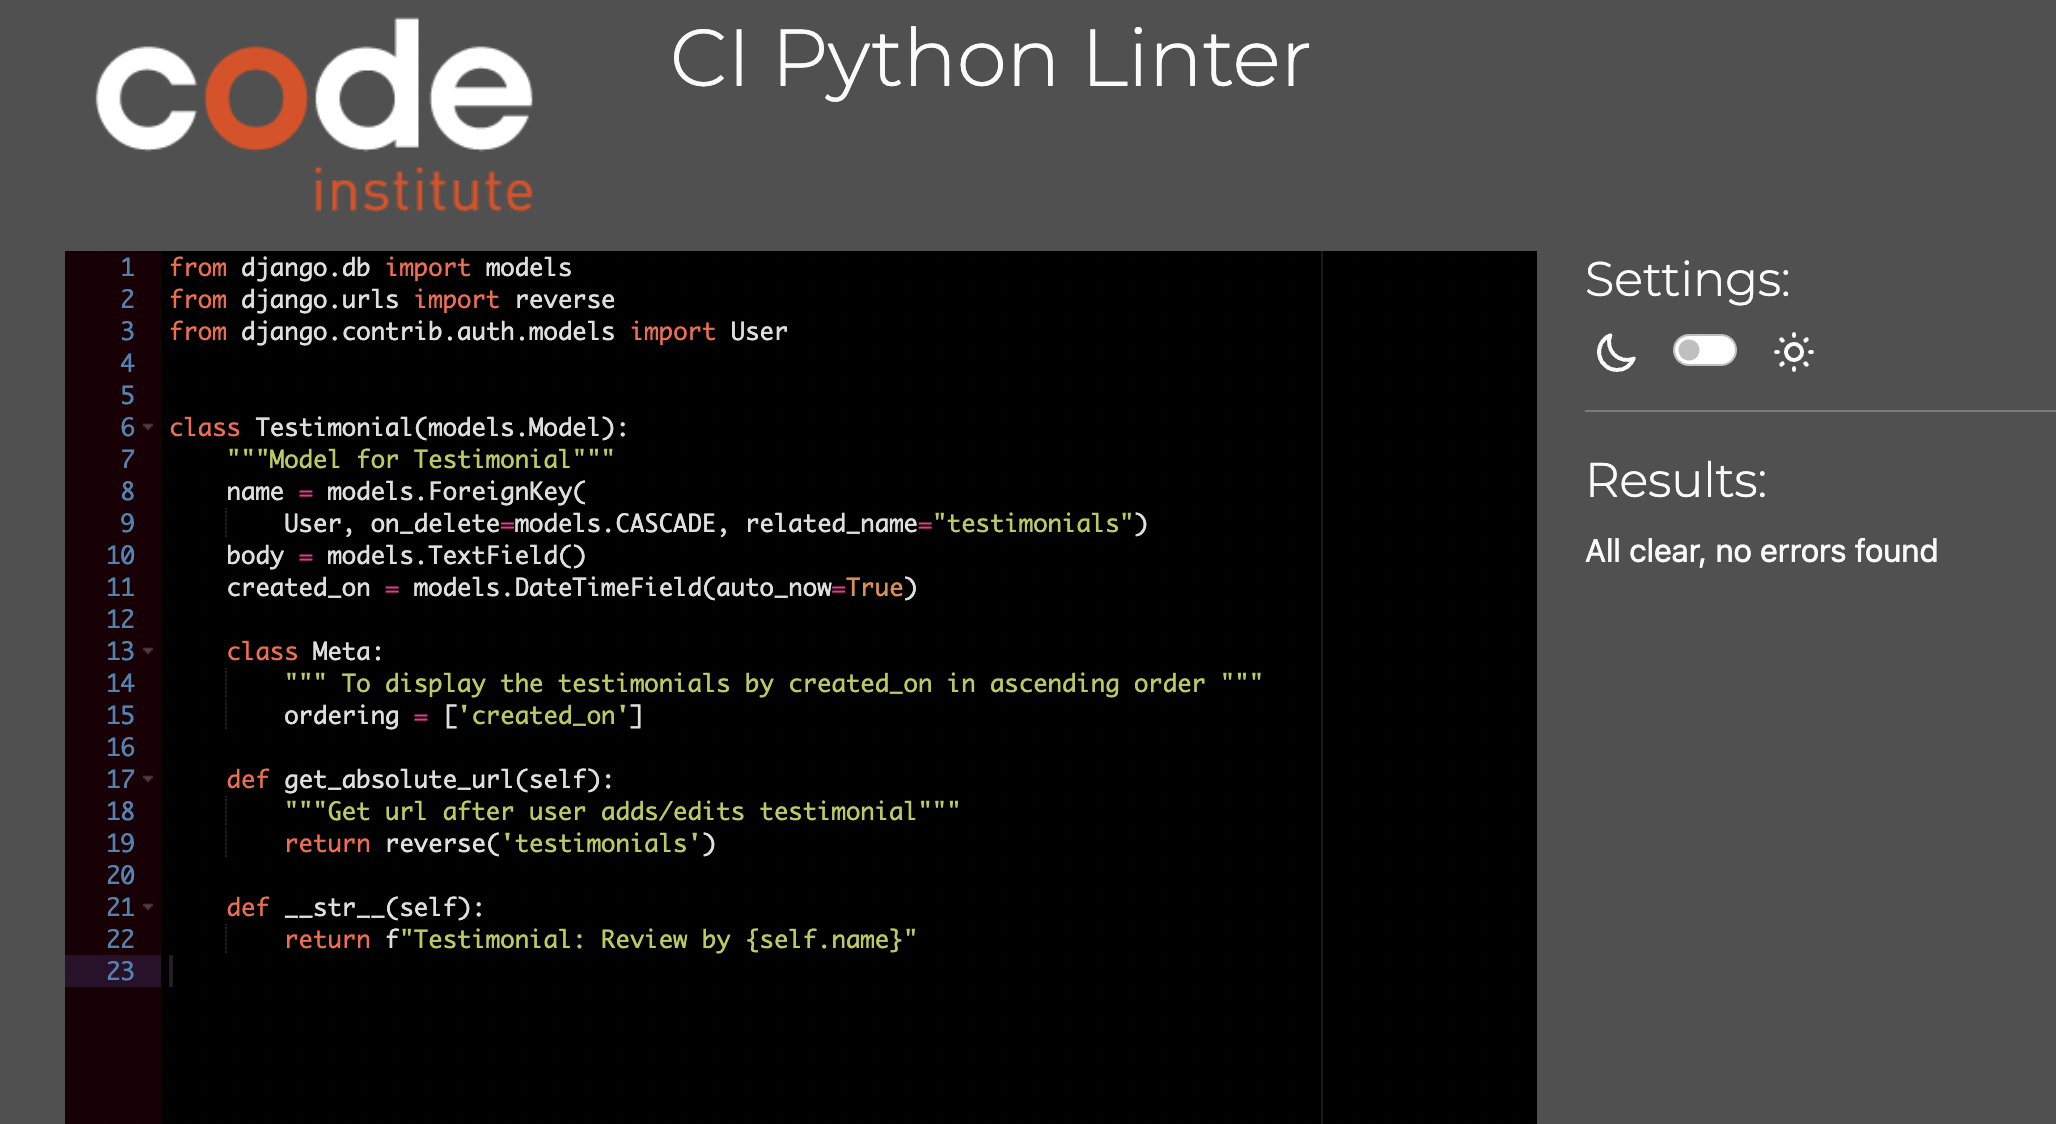 code
institute
CI Python Linter
1 from django.db import models
2 from django.urls import reverse
3 from django.contrib.auth.models import User
4
5
6 class Testimonial(models.Model):
7     """Model for Testimonial"""
8     name = models.ForeignKey(
9         User, on_delete=models.CASCADE, related_name="testimonials")
10     body = models.TextField()
11     created_on = models.DateTimeField(auto_now=True)
12
13     class Meta:
14         """ To display the testimonials by created_on in ascending order """
15         ordering = ['created_on']
16
17     def get_absolute_url(self):
18         """Get url after user adds/edits testimonial"""
19         return reverse('testimonials')
20
21     def __str__(self):
22         return f"Testimonial: Review by {self.name}"
23
Settings:
Results:
All clear, no errors found